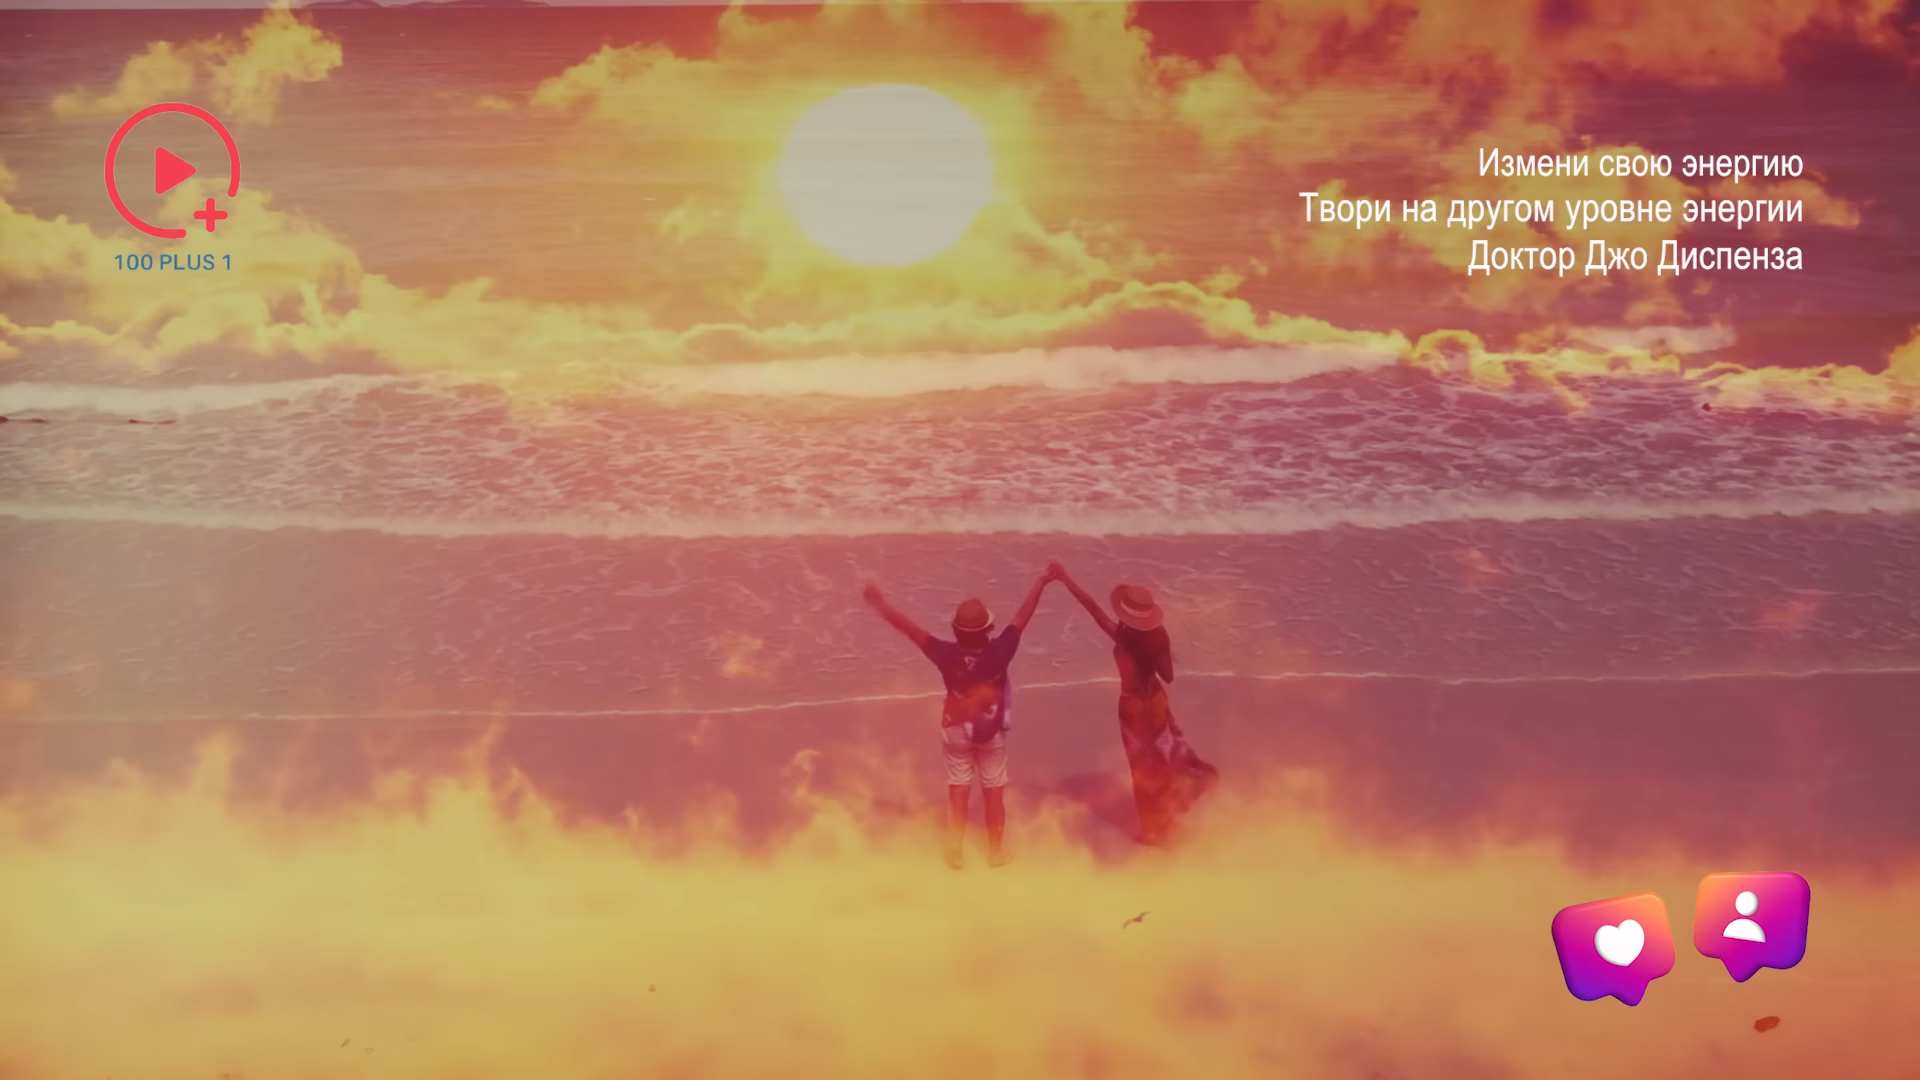 100 PLUS 1
Измени свою энергию
Твори на другом уровне энергии
Доктор Джо Диспенза